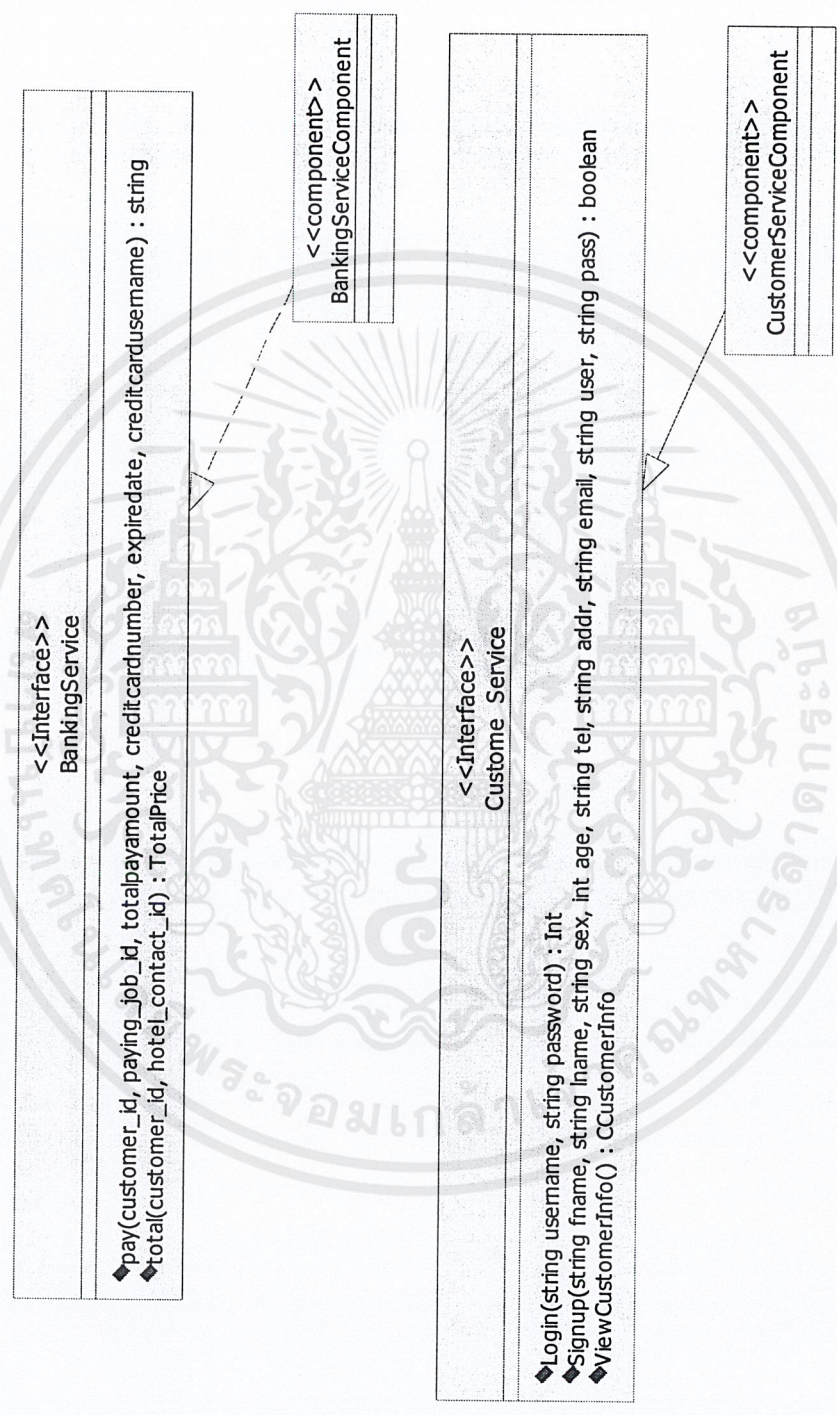 <<Interface>>
BankingService
pay(customer_id, paying_job_id, totalpayamount, creditcardnumber, expiredate, creditcardusername) : string
total(customer_id, hotel_contact_id) : TotalPrice
<<component>>
BankingServiceComponent
<<Interface>>
Custome Service
Login(string username, string password) : Int
Signup(string fname, string lname, string sex, int age, string tel, string addr, string email, string user, string pass) : boolean
ViewCustomerInfo() : CCustomerInfo
<<component>>
CustomerServiceComponent